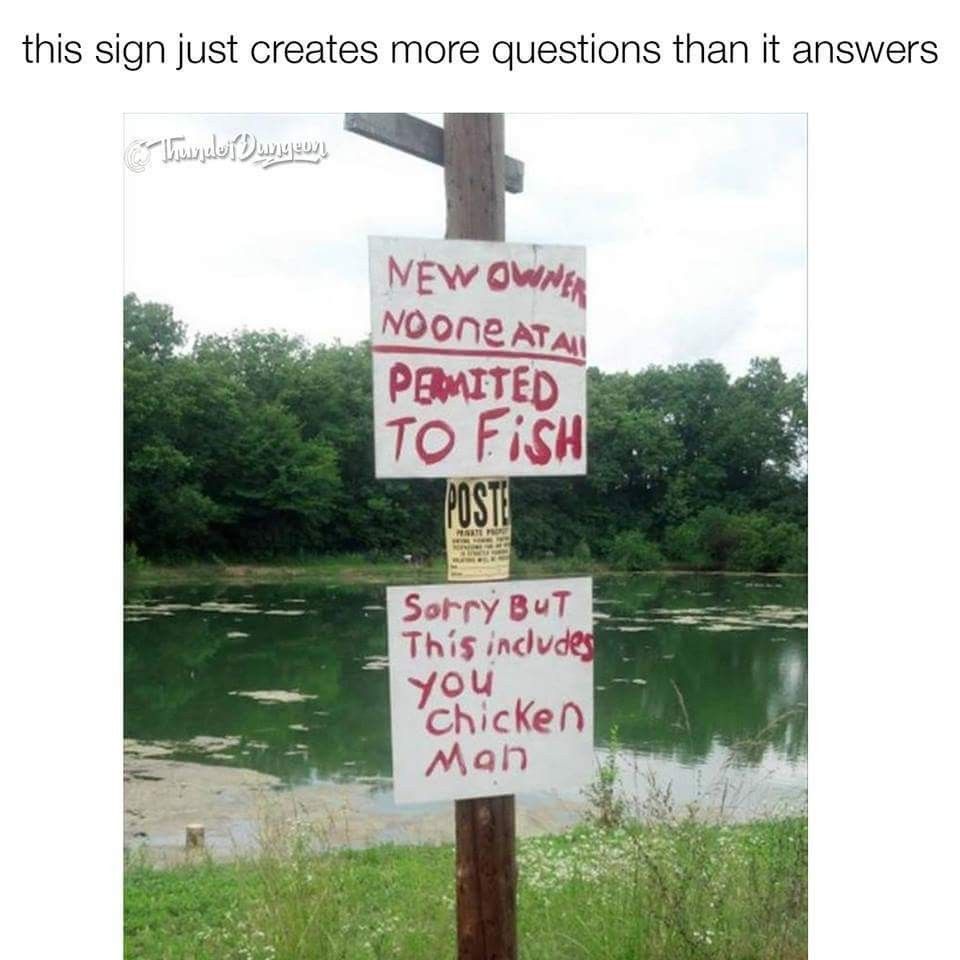 this sign just creates more questions than it answers
@ThunderDungeon
NEW OWNER
NOONE AT All
PERMITED
TO FiSH
POSTE
Sorry BuT
This includes
you
chicken
Man